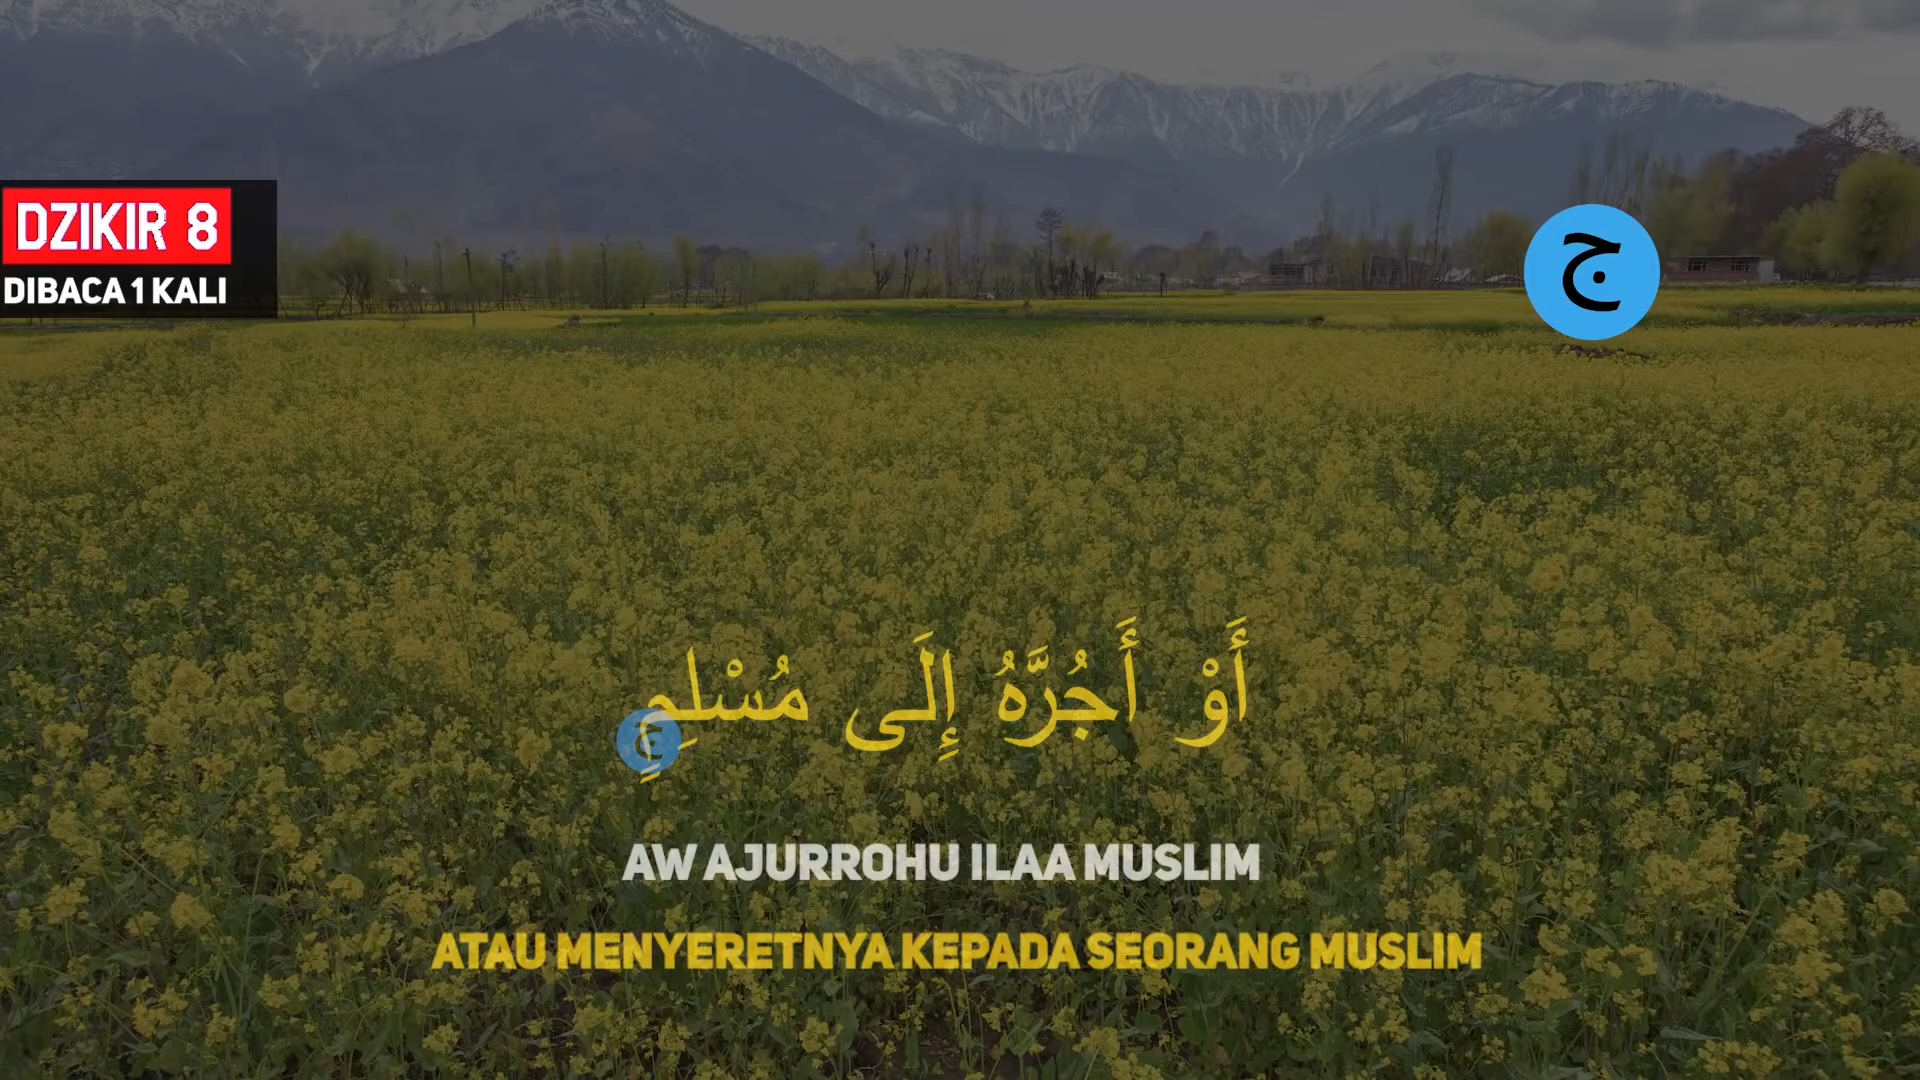 DZIKIR 8
DIBACA 1 KALI
ج
أَوْ أَجُرَّهُ إِلَى مُسْلِمٍ
ج
AW AJURROHU ILAA MUSLIM
ATAU MENYERETNYA KEPADA SEORANG MUSLIM